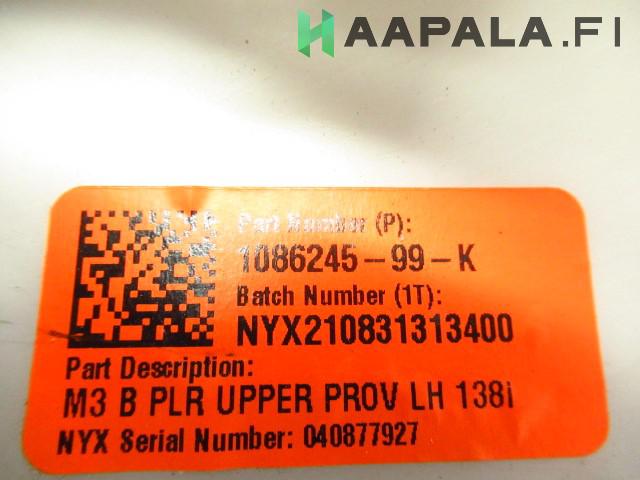 HAAPALA.FI
Part Number (P):
1086245-99-K
Batch Number (1T):
NYX210831313400
Part Description:
M3 B PLR UPPER PROV LH 138i
NYX Serial Number: 040877927